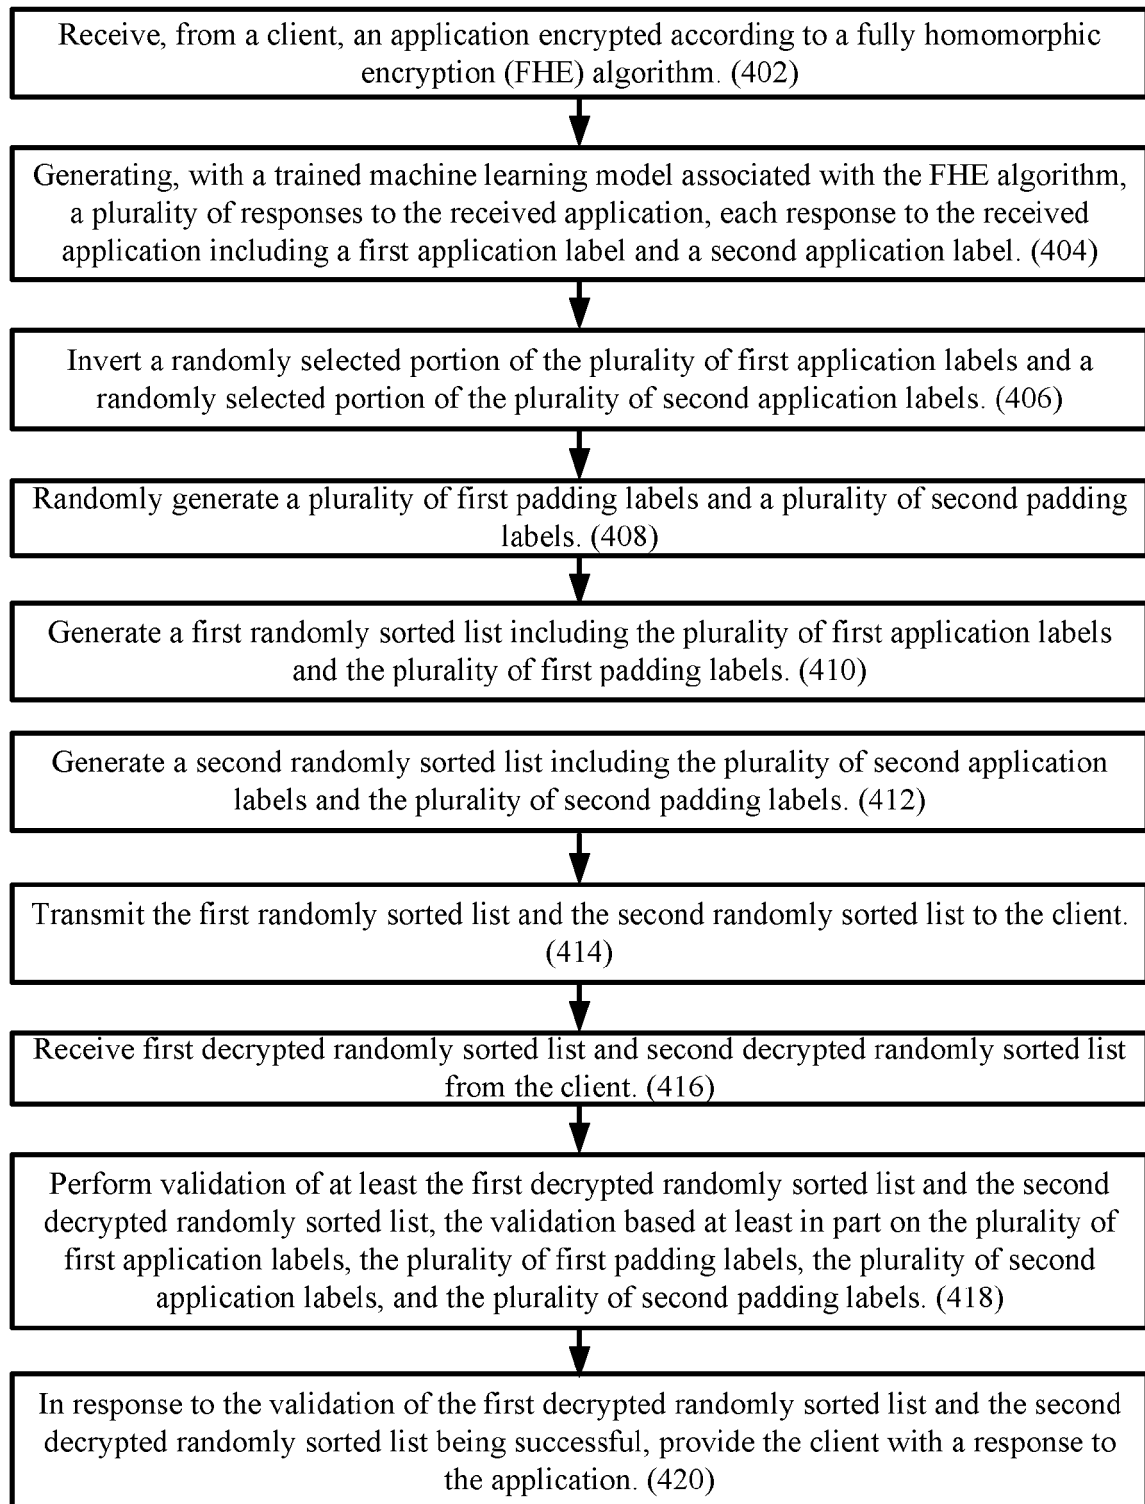 Receive, from a client, an application encrypted according to a fully homomorphic
encryption (FHE) algorithm. (402)
Generating, with a trained machine learning model associated with the FHE algorithm,
a plurality of responses to the received application, each response to the received
application including a first application label and a second application label. (404)
Invert a randomly selected portion of the plurality of first application labels and a
randomly selected portion of the plurality of second application labels. (406)
Randomly generate a plurality of first padding labels and a plurality of second padding
labels. (408)
Generate a first randomly sorted list including the plurality of first application labels
and the plurality of first padding labels. (410)
Generate a second randomly sorted list including the plurality of second application
labels and the plurality of second padding labels. (412)
Transmit the first randomly sorted list and the second randomly sorted list to the client.
(414)
Receive first decrypted randomly sorted list and second decrypted randomly sorted list
from the client. (416)
Perform validation of at least the first decrypted randomly sorted list and the second
decrypted randomly sorted list, the validation based at least in part on the plurality of
first application labels, the plurality of first padding labels, the plurality of second
application labels, and the plurality of second padding labels. (418)
In response to the validation of the first decrypted randomly sorted list and the second
decrypted randomly sorted list being successful, provide the client with a response to
the application. (420)